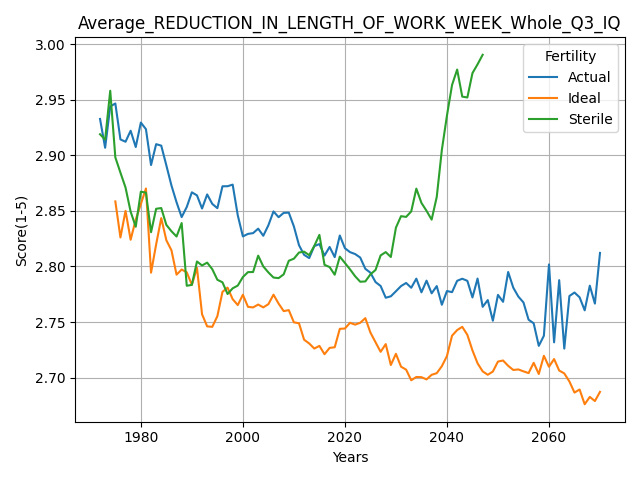 Average_REDUCTION_IN_LENGTH_OF_WORK_WEEK_Whole_Q3_IQ
3.00
2.95
2.90
2.85
2.80
2.75
2.70
Score(1-5)
Fertility
Actual
Ideal
Sterile
1980 2000 2020 2040 2060
Years